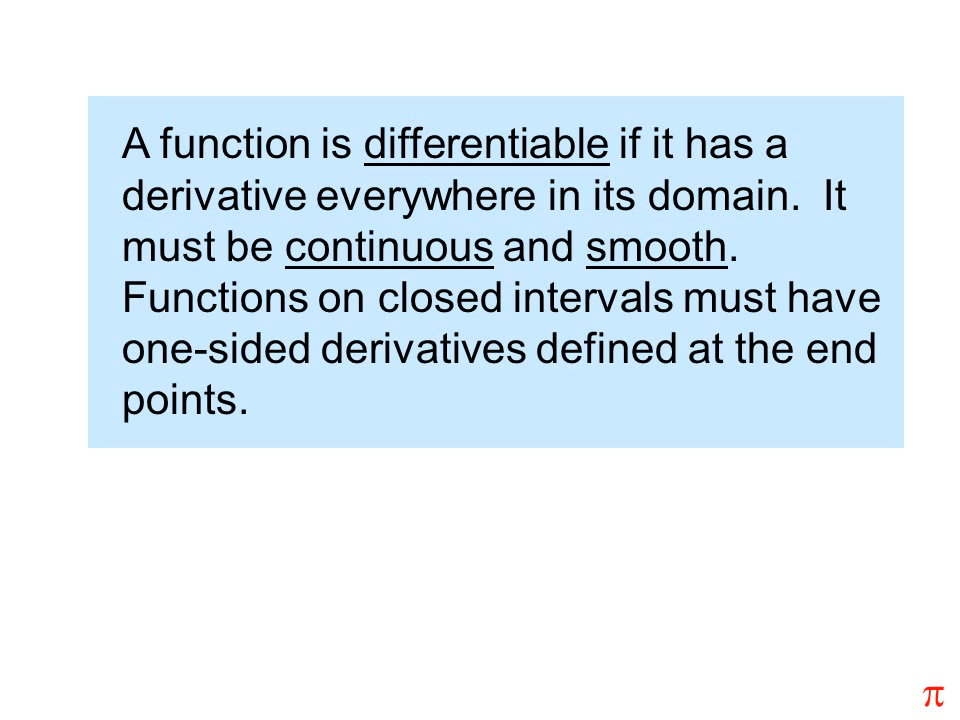 A function is differentiable if it has a
derivative everywhere in its domain.  It
must be continuous and smooth.
Functions on closed intervals must have
one-sided derivatives defined at the end
points.
π